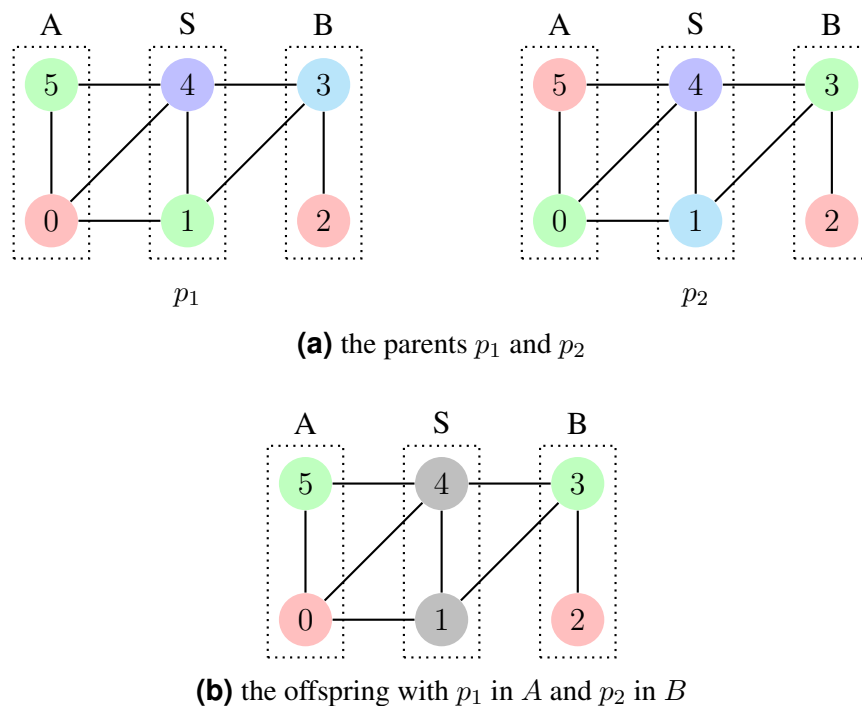 A S B A S B
5 4 3 5 4 3
0 1 2 0 1 2
p₁ p₂
(a) the parents p₁ and p₂
A S B
5 4 3
0 1 2
(b) the offspring with p₁ in A and p₂ in B